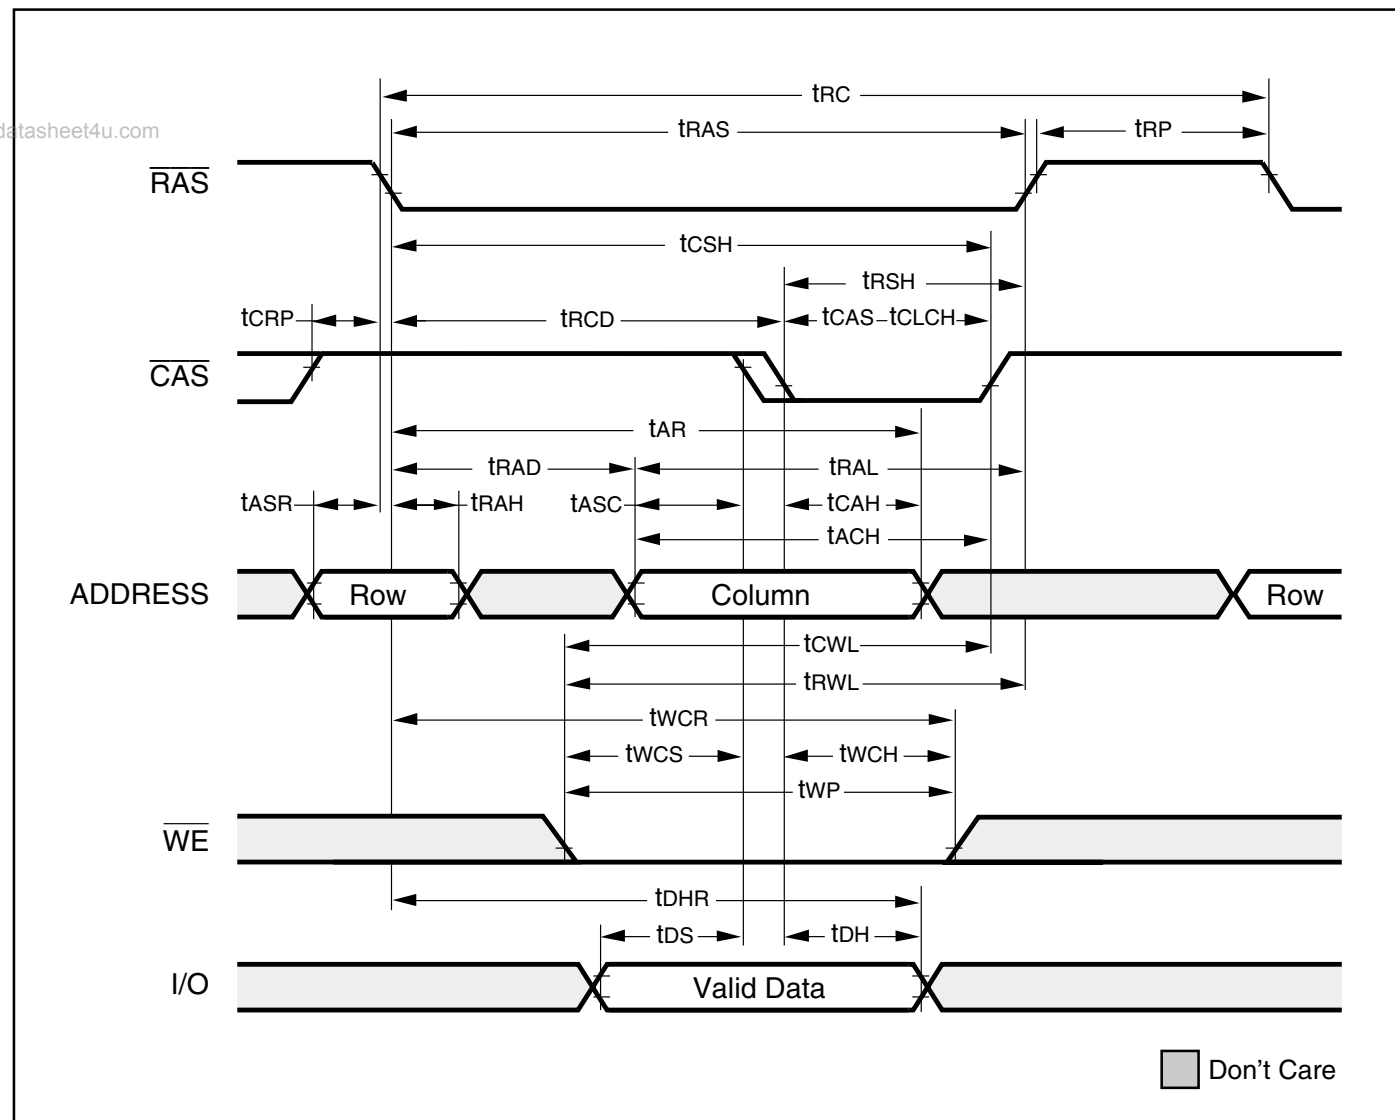 tRC
datasheet4u.com
tRAS
tRP
RAS
tCSH
tRSH
tCRP
tRCD
tCAS
tCLCH
CAS
tAR
tRAD
tRAL
tASR
tRAH
tASC
tCAH
tACH
ADDRESS
Row
Column
Row
tCWL
tRWL
tWCR
tWCS
tWCH
tWP
WE
tDHR
tDS
tDH
I/O
Valid Data
Don't Care